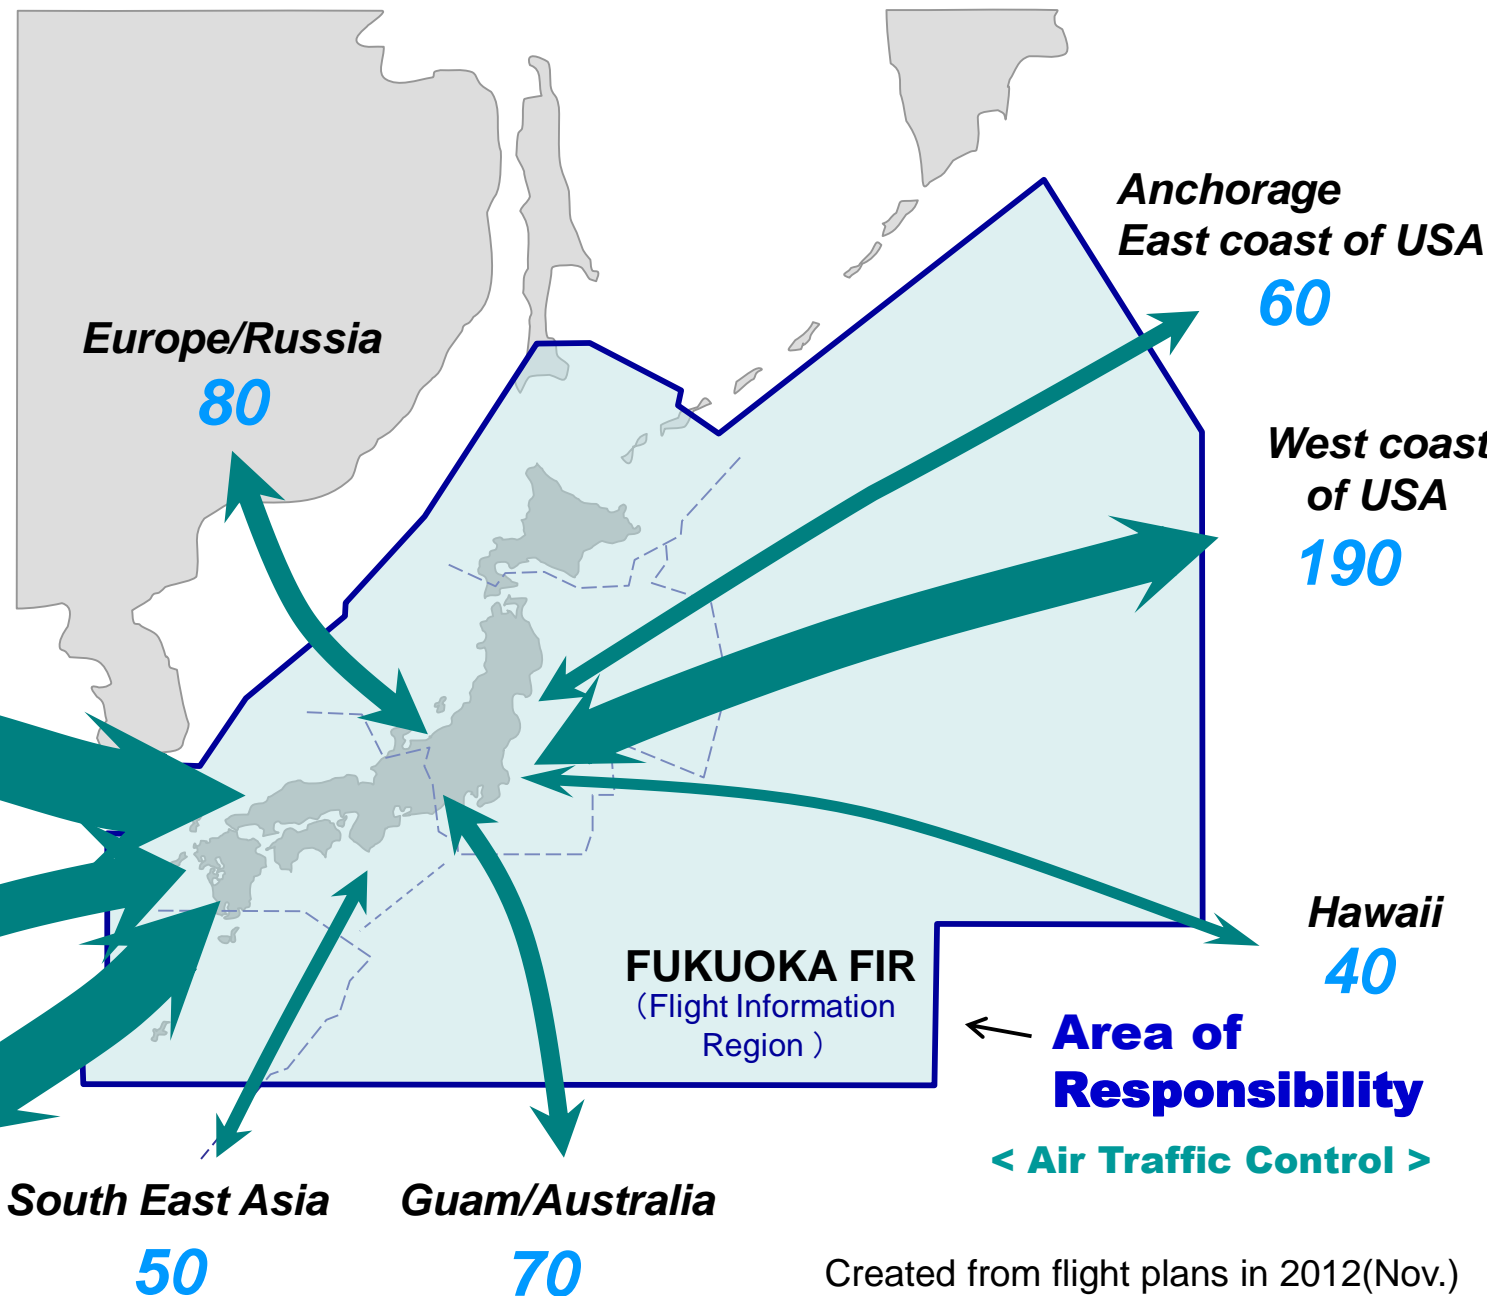 Anchorage
East coast of USA
60
Europe/Russia
80
West coast
of USA
190
Hawaii
40
FUKUOKA FIR
（Flight Information
Region ）
Area of
Responsibility
< Air Traffic Control >
South East Asia
50
Guam/Australia
70
Created from flight plans in 2012(Nov.)